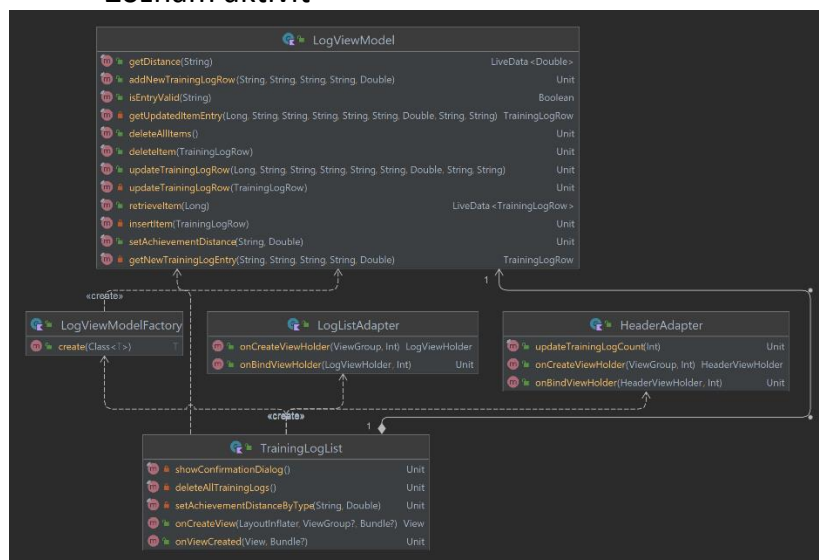 Zoznam aktivít
LogViewModel
getDistance(String) LiveData<Double>
addNewTrainingLogRow(String, String, String, String, Double) Unit
isEntryValid(String) Boolean
getUpdatedItemEntry(Long, String, String, String, String, String, Double, String, String) TrainingLogRow
deleteAllItems() Unit
deleteItem(TrainingLogRow) Unit
updateTrainingLogRow(Long, String, String, String, String, String, Double, String, String) Unit
updateTrainingLogRow(TrainingLogRow) Unit
retrieveItem(Long) LiveData<TrainingLogRow>
insertItem(TrainingLogRow) Unit
setAchievementDistance(String, Double) Unit
getNewTrainingLogEntry(String, String, String, String, Double) TrainingLogRow
1
«create»
LogViewModelFactory
create(Class<T>) T
LogListAdapter
onCreateViewHolder(ViewGroup, Int) LogViewHolder
onBindViewHolder(LogViewHolder, Int) Unit
HeaderAdapter
updateTrainingLogCount(Int) Unit
onCreateViewHolder(ViewGroup, Int) HeaderViewHolder
onBindViewHolder(HeaderViewHolder, Int) Unit
«create»
1
TrainingLogList
showConfirmationDialog() Unit
deleteAllTrainingLogs() Unit
setAchievementDistanceByType(String, Double) Unit
onCreateView(LayoutInflater, ViewGroup?, Bundle?) View
onViewCreated(View, Bundle?) Unit